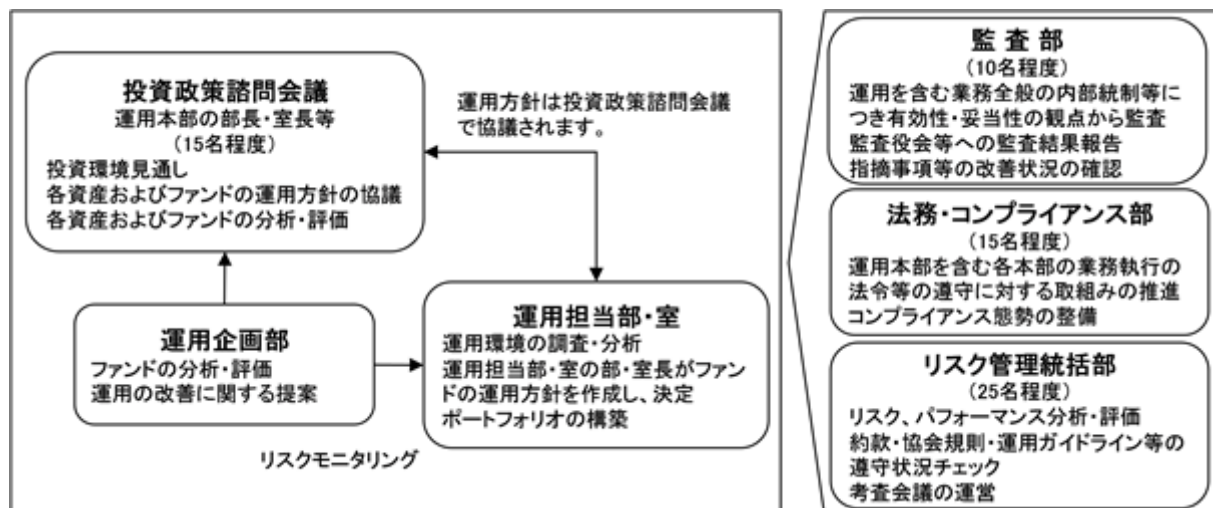 投資政策諮問会議
運用本部の部長・室長等
(15名程度)
投資環境見通し
各資産およびファンドの運用方針の協議
各資産およびファンドの分析・評価
運用方針は投資政策諮問会議
で協議されます。
運用企画部
ファンドの分析・評価
運用の改善に関する提案
運用担当部・室
運用環境の調査・分析
運用担当部・室の部・室長がファン
ドの運用方針を作成し、決定
ポートフォリオの構築
リスクモニタリング
監 査 部
(10名程度)
運用を含む業務全般の内部統制等に
つき有効性・妥当性の観点から監査
監査役会等への監査結果報告
指摘事項等の改善状況の確認
法務・コンプライアンス部
(15名程度)
運用本部を含む各本部の業務執行の
法令等の遵守に対する取組みの推進
コンプライアンス態勢の整備
リスク管理統括部
(25名程度)
リスク、パフォーマンス分析・評価
約款・協会規則・運用ガイドライン等の
遵守状況チェック
考査会議の運営